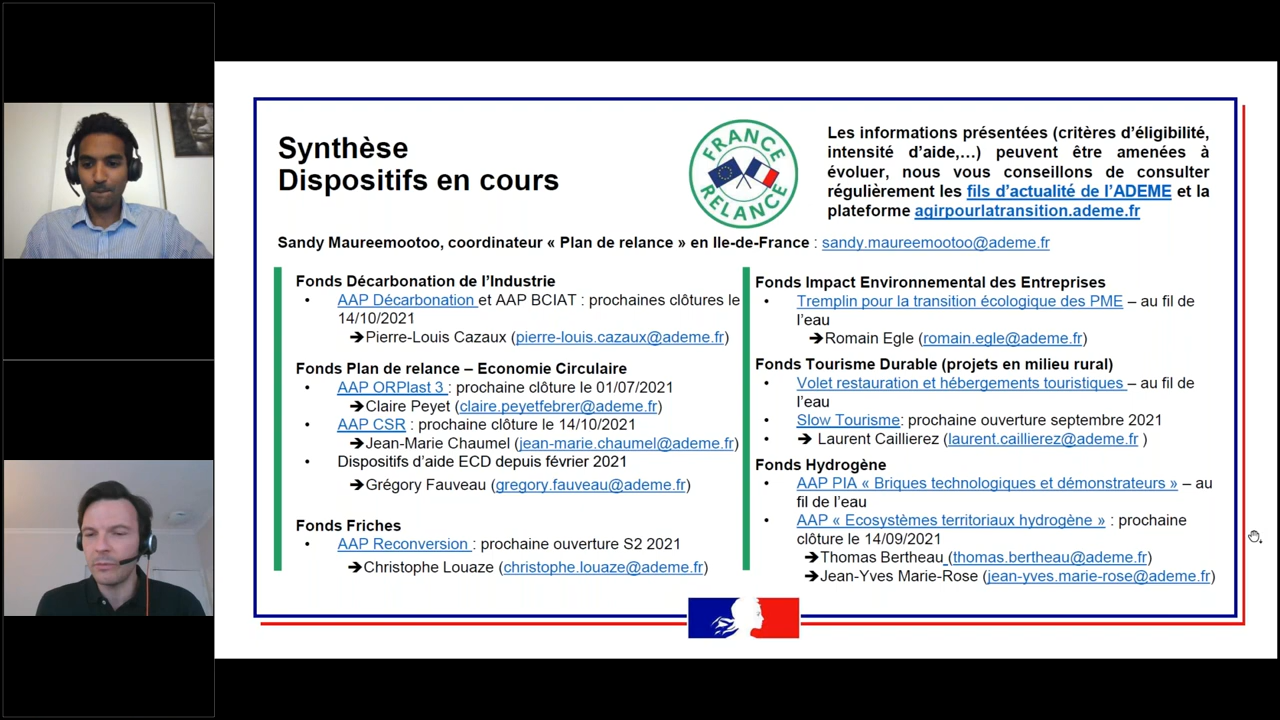 Synthèse
Dispositifs en cours
FRANCE
RELANCE
Les informations présentées (critères d’éligibilité,
intensité d’aide,…) peuvent être amenées à
évoluer, nous vous conseillons de consulter
régulièrement les fils d’actualité de l’ADEME et la
plateforme agirpourlatransition.ademe.fr
Sandy Maureemootoo, coordinateur « Plan de relance » en Ile-de-France : sandy.maureemootoo@ademe.fr
Fonds Décarbonation de l’Industrie
• AAP Décarbonation et AAP BCIAT : prochaines clôtures le
14/10/2021
➔Pierre-Louis Cazaux (pierre-louis.cazaux@ademe.fr)
Fonds Plan de relance – Economie Circulaire
• AAP ORPlast 3 : prochaine clôture le 01/07/2021
➔Claire Peyet (claire.peyetfebrer@ademe.fr)
• AAP CSR : prochaine clôture le 14/10/2021
➔Jean-Marie Chaumel (jean-marie.chaumel@ademe.fr)
• Dispositifs d’aide ECD depuis février 2021
➔Grégory Fauveau (gregory.fauveau@ademe.fr)
Fonds Friches
• AAP Reconversion : prochaine ouverture S2 2021
➔Christophe Louaze (christophe.louaze@ademe.fr)
Fonds Impact Environnemental des Entreprises
• Tremplin pour la transition écologique des PME – au fil de
l’eau
➔Romain Egle (romain.egle@ademe.fr)
Fonds Tourisme Durable (projets en milieu rural)
• Volet restauration et hébergements touristiques – au fil de
l’eau
• Slow Tourisme: prochaine ouverture septembre 2021
• ➔ Laurent Caillierez (laurent.caillierez@ademe.fr )
Fonds Hydrogène
• AAP PIA « Briques technologiques et démonstrateurs » – au
fil de l’eau
• AAP « Ecosystèmes territoriaux hydrogène » : prochaine
clôture le 14/09/2021
➔Thomas Bertheau (thomas.bertheau@ademe.fr)
➔Jean-Yves Marie-Rose (jean-yves.marie-rose@ademe.fr)